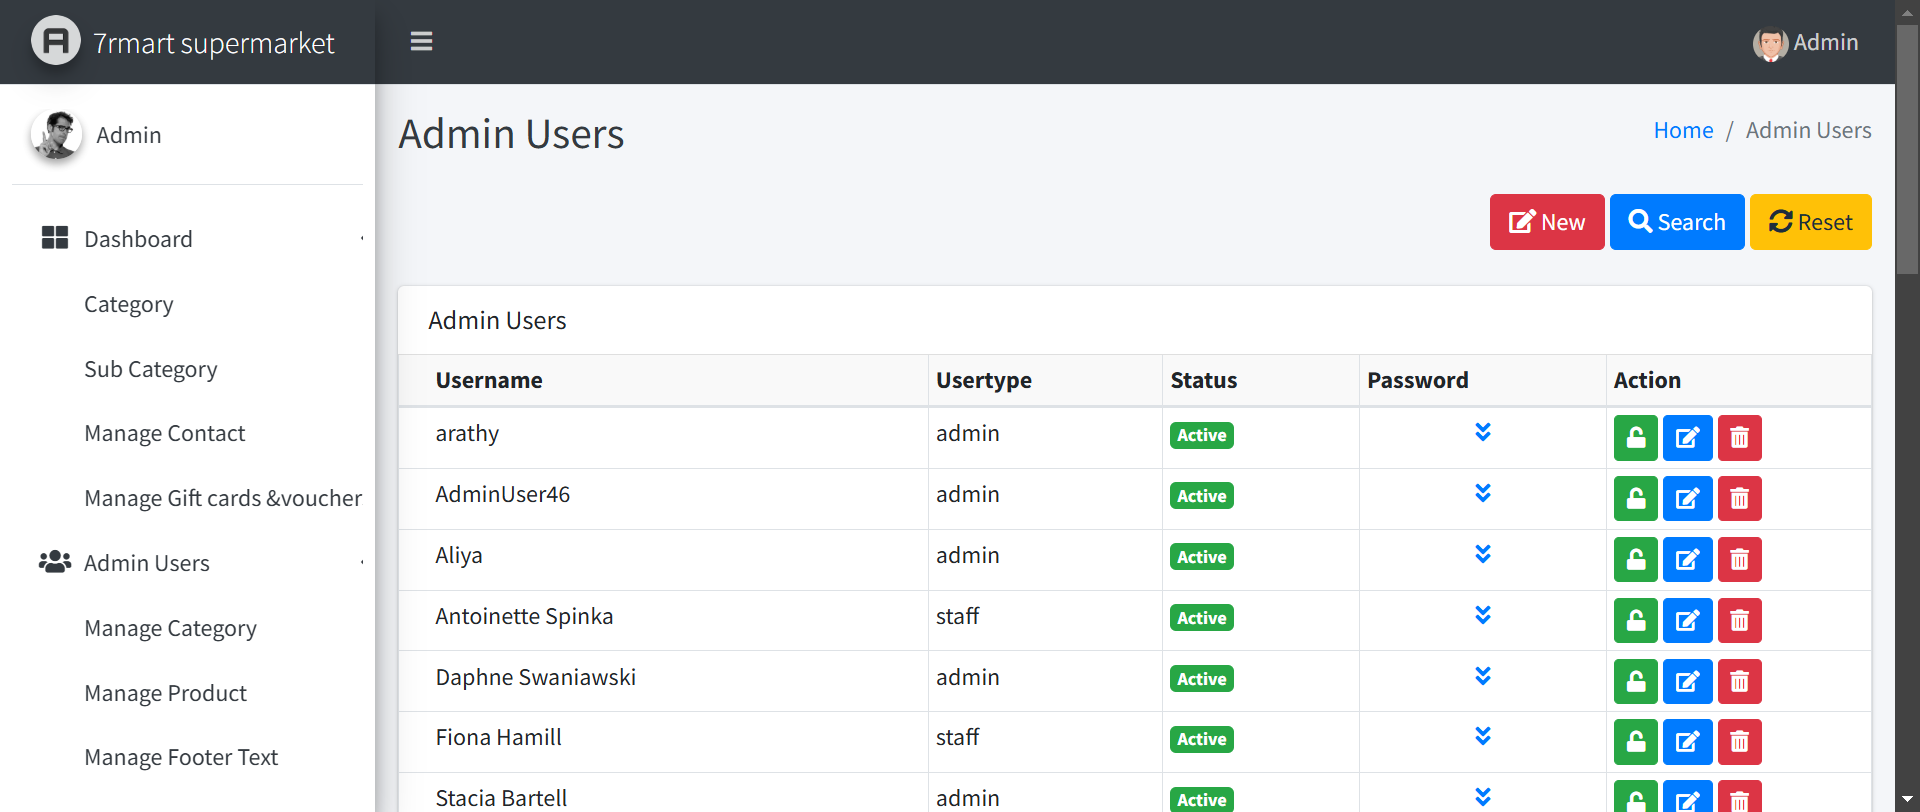 7rmart supermarket
Admin
Admin
Dashboard
Category
Sub Category
Manage Contact
Manage Gift cards &voucher
Admin Users
Manage Category
Manage Product
Manage Footer Text
Admin Users
Home / Admin Users
New Search Reset
Admin Users
Username Usertype Status Password Action
arathy admin Active
AdminUser46 admin Active
Aliya admin Active
Antoinette Spinka staff Active
Daphne Swaniawski admin Active
Fiona Hamill staff Active
Stacia Bartell admin Active